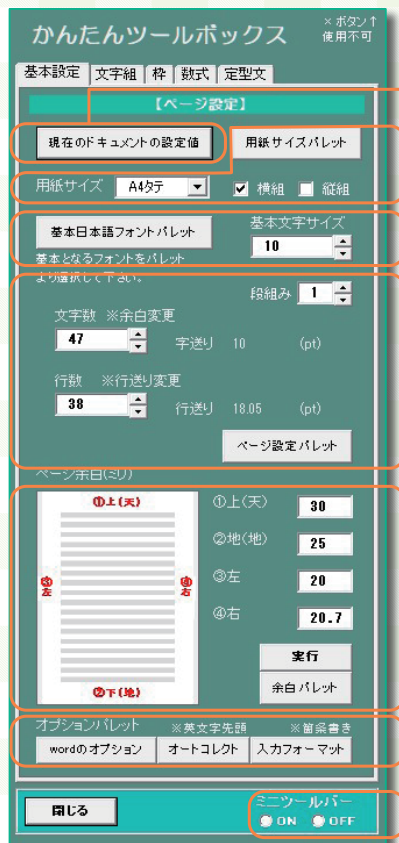 かんたんツールボックス
×ボタン↑
使用不可
基本設定 文字組 枠 数式 定型文
【ページ設定】
現在のドキュメントの設定値 用紙サイズパレット
用紙サイズ A4タテ 横組 縦組
基本日本語フォントパレット
基本文字サイズ
10
基本となるフォントをパレット
より選択して下さい。
段組み 1
文字数 ※余白変更
47 字送り 10 (pt)
行数 ※行送り変更
38 行送り 18.05 (pt)
ページ設定パレット
ページ余白(ミリ)
①上(天)
③左
④右
②下(地)
①上(天) 30
②地(地) 25
③左 20
④右 20.7
実行
余白パレット
オプションパレット ※英文字先頭 ※箇条書き
wordのオプション オートコレクト 入力フォーマット
閉じる
ミニツールバー
ON OFF